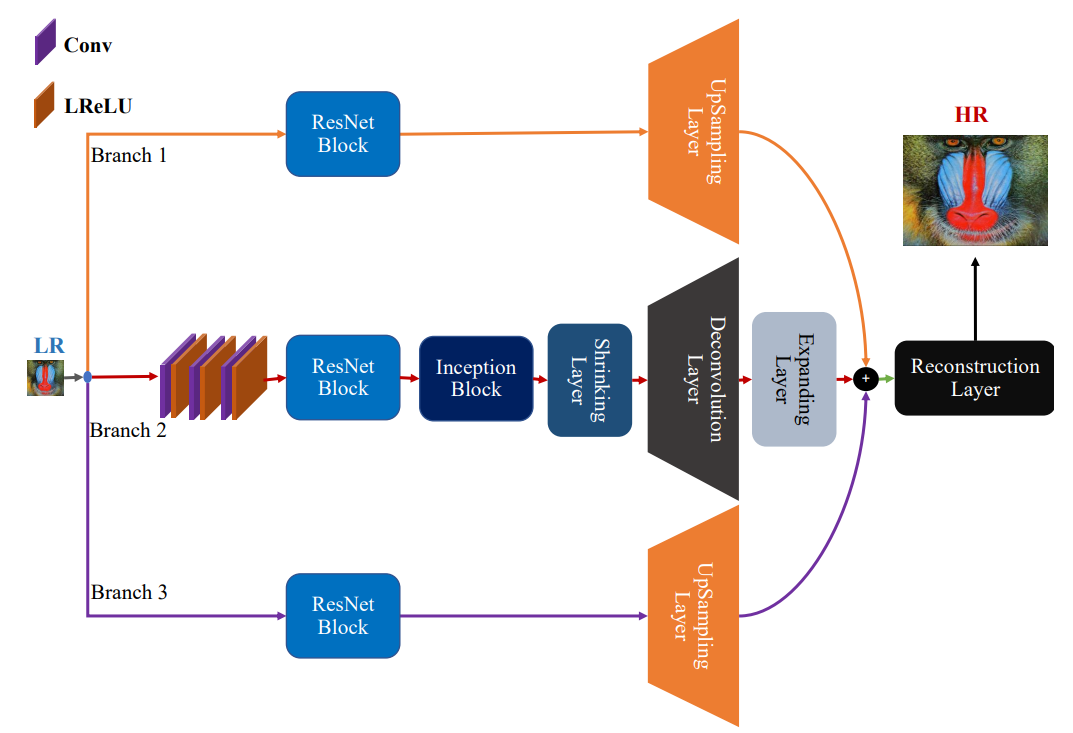 Conv
LReLU
Branch 1
ResNet
Block
UpSampling
Layer
HR
LR
Branch 2
ResNet
Block
Inception
Block
Shrinking
Layer
Deconvolution
Layer
Expanding
Layer
+
Reconstruction
Layer
Branch 3
ResNet
Block
UpSampling
Layer